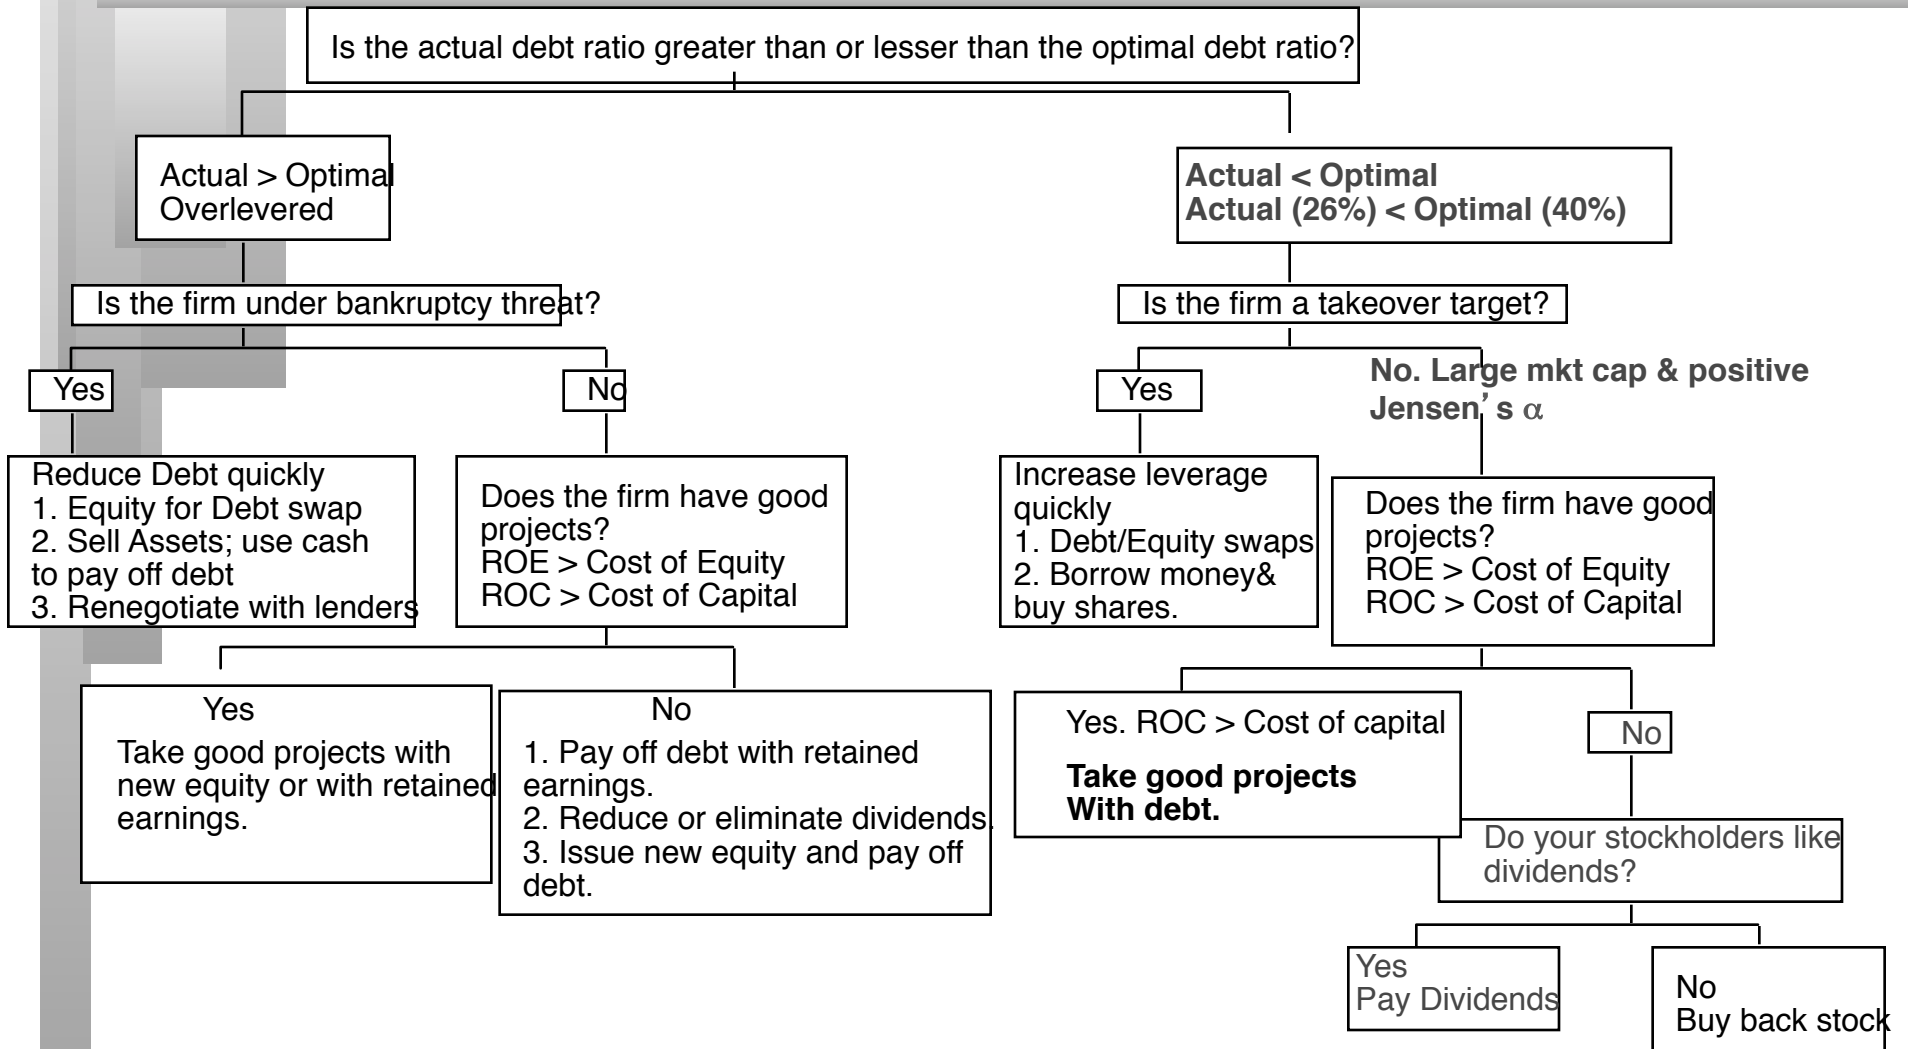 Is the actual debt ratio greater than or lesser than the optimal debt ratio?
Actual > Optimal
Overlevered
Actual < Optimal
Actual (26%) < Optimal (40%)
Is the firm under bankruptcy threat?
Is the firm a takeover target?
Yes
No
Yes
No. Large mkt cap & positive
Jensen’s α
Reduce Debt quickly
1. Equity for Debt swap
2. Sell Assets; use cash
to pay off debt
3. Renegotiate with lenders
Does the firm have good
projects?
ROE > Cost of Equity
ROC > Cost of Capital
Increase leverage
quickly
1. Debt/Equity swaps
2. Borrow money&
buy shares.
Does the firm have good
projects?
ROE > Cost of Equity
ROC > Cost of Capital
Yes
Take good projects with
new equity or with retained
earnings.
No
1. Pay off debt with retained
earnings.
2. Reduce or eliminate dividends.
3. Issue new equity and pay off
debt.
Yes. ROC > Cost of capital
Take good projects
With debt.
No
Do your stockholders like
dividends?
Yes
Pay Dividends
No
Buy back stock